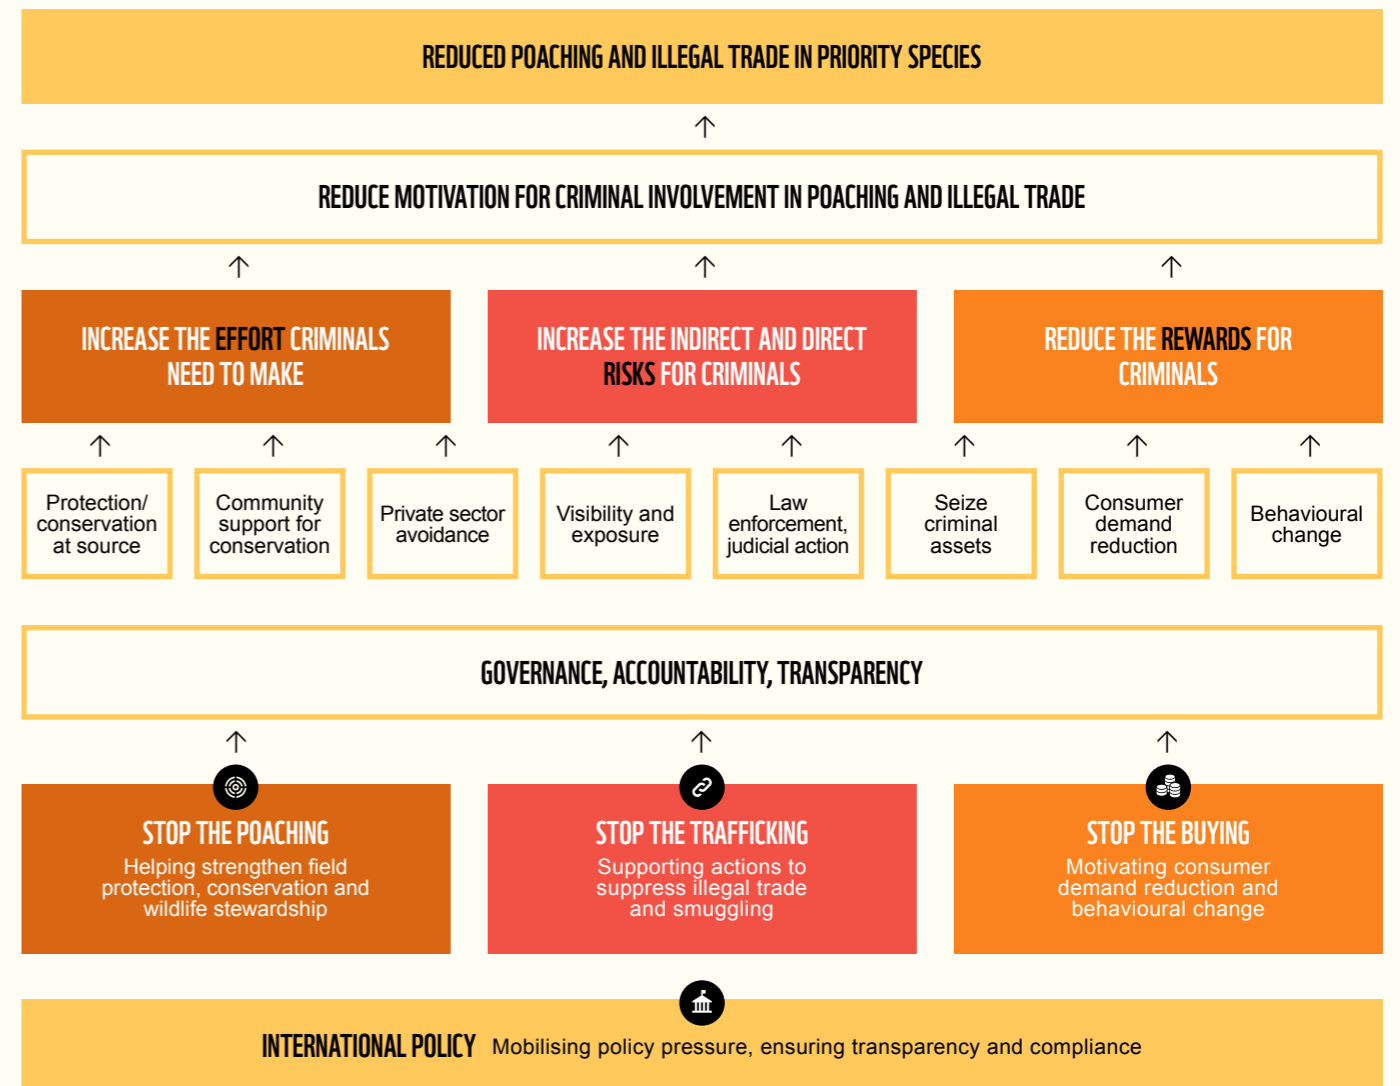 REDUCED POACHING AND ILLEGAL TRADE IN PRIORITY SPECIES
REDUCE MOTIVATION FOR CRIMINAL INVOLVEMENT IN POACHING AND ILLEGAL TRADE
INCREASE THE EFFORT CRIMINALS
NEED TO MAKE
INCREASE THE INDIRECT AND DIRECT
RISKS FOR CRIMINALS
REDUCE THE REWARDS FOR
CRIMINALS
Protection/
conservation
at source
Community
support for
conservation
Private sector
avoidance
Visibility and
exposure
Law
enforcement,
judicial action
Seize
criminal
assets
Consumer
demand
reduction
Behavioural
change
GOVERNANCE, ACCOUNTABILITY, TRANSPARENCY
STOP THE POACHING
Helping strengthen field
protection, conservation and
wildlife stewardship
STOP THE TRAFFICKING
Supporting actions to
suppress illegal trade
and smuggling
STOP THE BUYING
Motivating consumer
demand reduction and
behavioural change
INTERNATIONAL POLICY Mobilising policy pressure, ensuring transparency and compliance